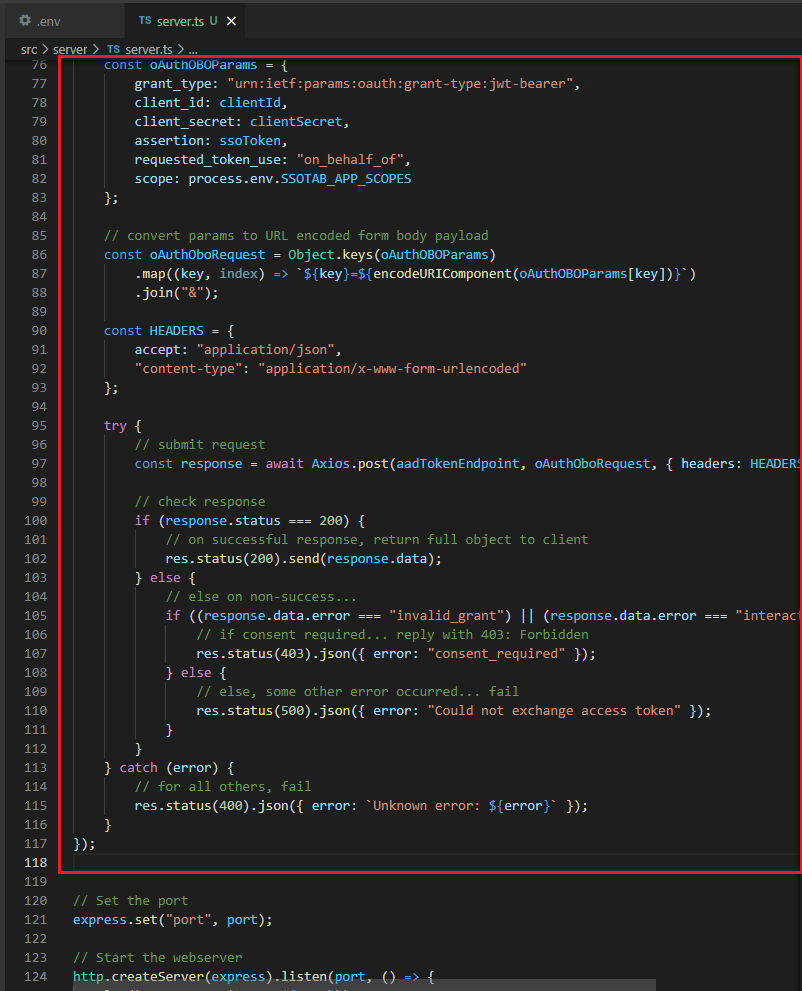 .env TS server.ts U ×
src > server > TS server.ts > ...
76 const oAuthOBOParams = {
77 grant_type: "urn:ietf:params:oauth:grant-type:jwt-bearer",
78 client_id: clientId,
79 client_secret: clientSecret,
80 assertion: ssoToken,
81 requested_token_use: "on_behalf_of",
82 scope: process.env.SSOTAB_APP_SCOPES
83 };
84
85 // convert params to URL encoded form body payload
86 const oAuthOboRequest = Object.keys(oAuthOBOParams)
87 .map((key, index) => `${key}=${encodeURIComponent(oAuthOBOParams[key])}`)
88 .join("&");
89
90 const HEADERS = {
91 accept: "application/json",
92 "content-type": "application/x-www-form-urlencoded"
93 };
94
95 try {
96 // submit request
97 const response = await Axios.post(aadTokenEndpoint, oAuthOboRequest, { headers: HEADERS
98
99 // check response
100 if (response.status === 200) {
101 // on successful response, return full object to client
102 res.status(200).send(response.data);
103 } else {
104 // else on non-success...
105 if ((response.data.error === "invalid_grant") || (response.data.error === "interact
106 // if consent required... reply with 403: Forbidden
107 res.status(403).json({ error: "consent_required" });
108 } else {
109 // else, some other error occurred... fail
110 res.status(500).json({ error: "Could not exchange access token" });
111 }
112 }
113 } catch (error) {
114 // for all others, fail
115 res.status(400).json({ error: `Unknown error: ${error}` });
116 }
117 });
118
119
120 // Set the port
121 express.set("port", port);
122
123 // Start the webserver
124 http.createServer(express).listen(port, () => {